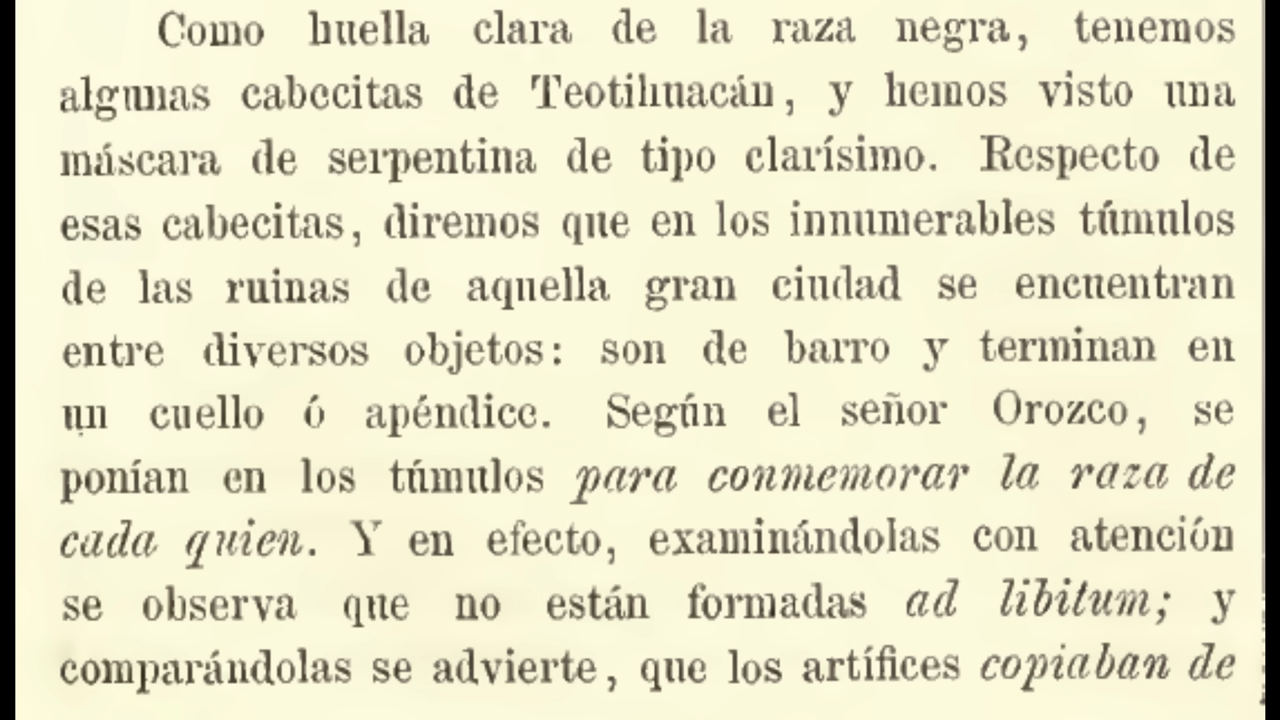 Como huella clara de la raza negra, tenemos
algunas cabecitas de Teotihuacán, y hemos visto una
máscara de serpentina de tipo clarísimo. Respecto de
esas cabecitas, diremos que en los innumerables túmulos
de las ruinas de aquella gran ciudad se encuentran
entre diversos objetos: son de barro y terminan en
un cuello ó apéndice. Según el señor Orozco, se
ponían en los túmulos para conmemorar la raza de
cada quien. Y en efecto, examinándolas con atención
se observa que no están formadas ad libitum; y
comparándolas se advierte, que los artífices copiaban de